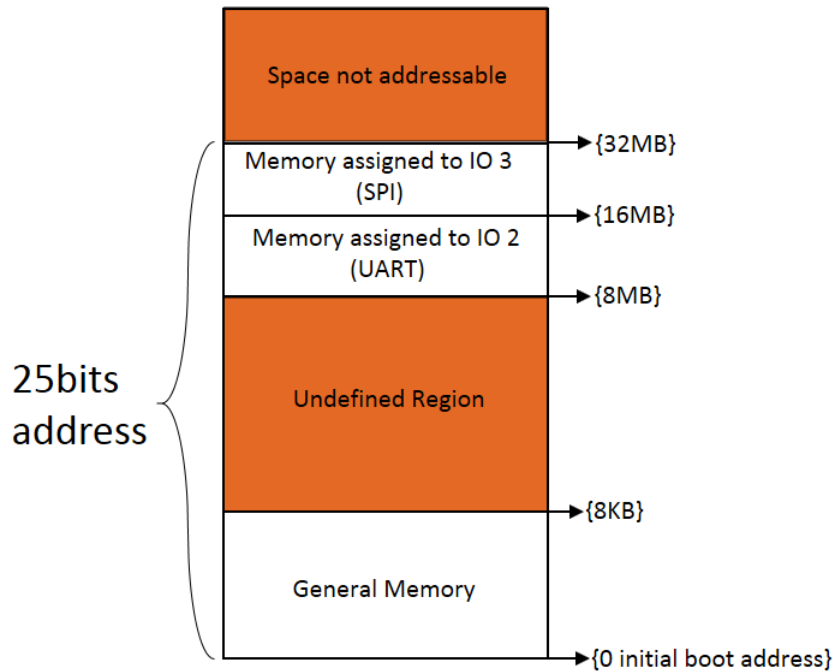 Space not addressable
{32MB}
Memory assigned to IO 3
(SPI)
{16MB}
Memory assigned to IO 2
(UART)
{8MB}
25bits
address
Undefined Region
{8KB}
General Memory
{0 initial boot address}